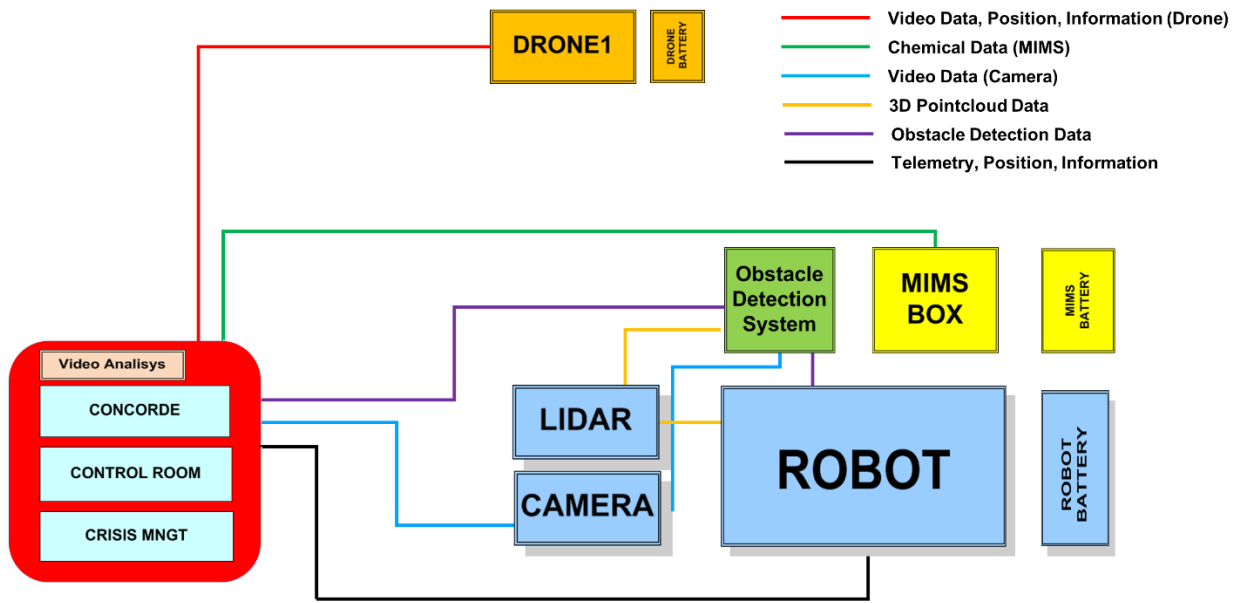 DRONE1
DRONE
BATTERY
Video Data, Position, Information (Drone)
Chemical Data (MIMS)
Video Data (Camera)
3D Pointcloud Data
Obstacle Detection Data
Telemetry, Position, Information
Obstacle
Detection
System
MIMS
BOX
MIMS
BATTERY
Video Analisys
CONCORDE
CONTROL ROOM
CRISIS MNGT
LIDAR
CAMERA
ROBOT
ROBOT
BATTERY